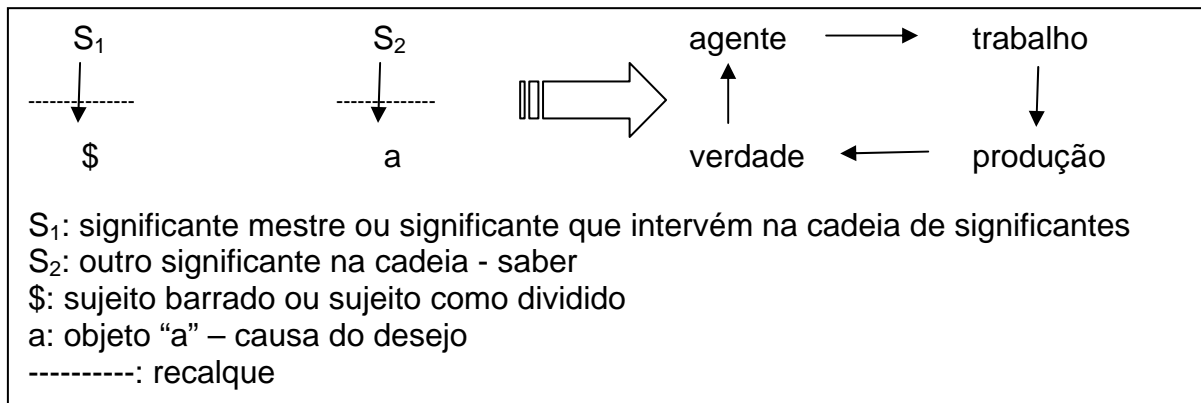 S₁ S₂ agente trabalho
$ a verdade produção
S₁: significante mestre ou significante que intervém na cadeia de significantes
S₂: outro significante na cadeia - saber
$: sujeito barrado ou sujeito como dividido
a: objeto “a” – causa do desejo
----------: recalque